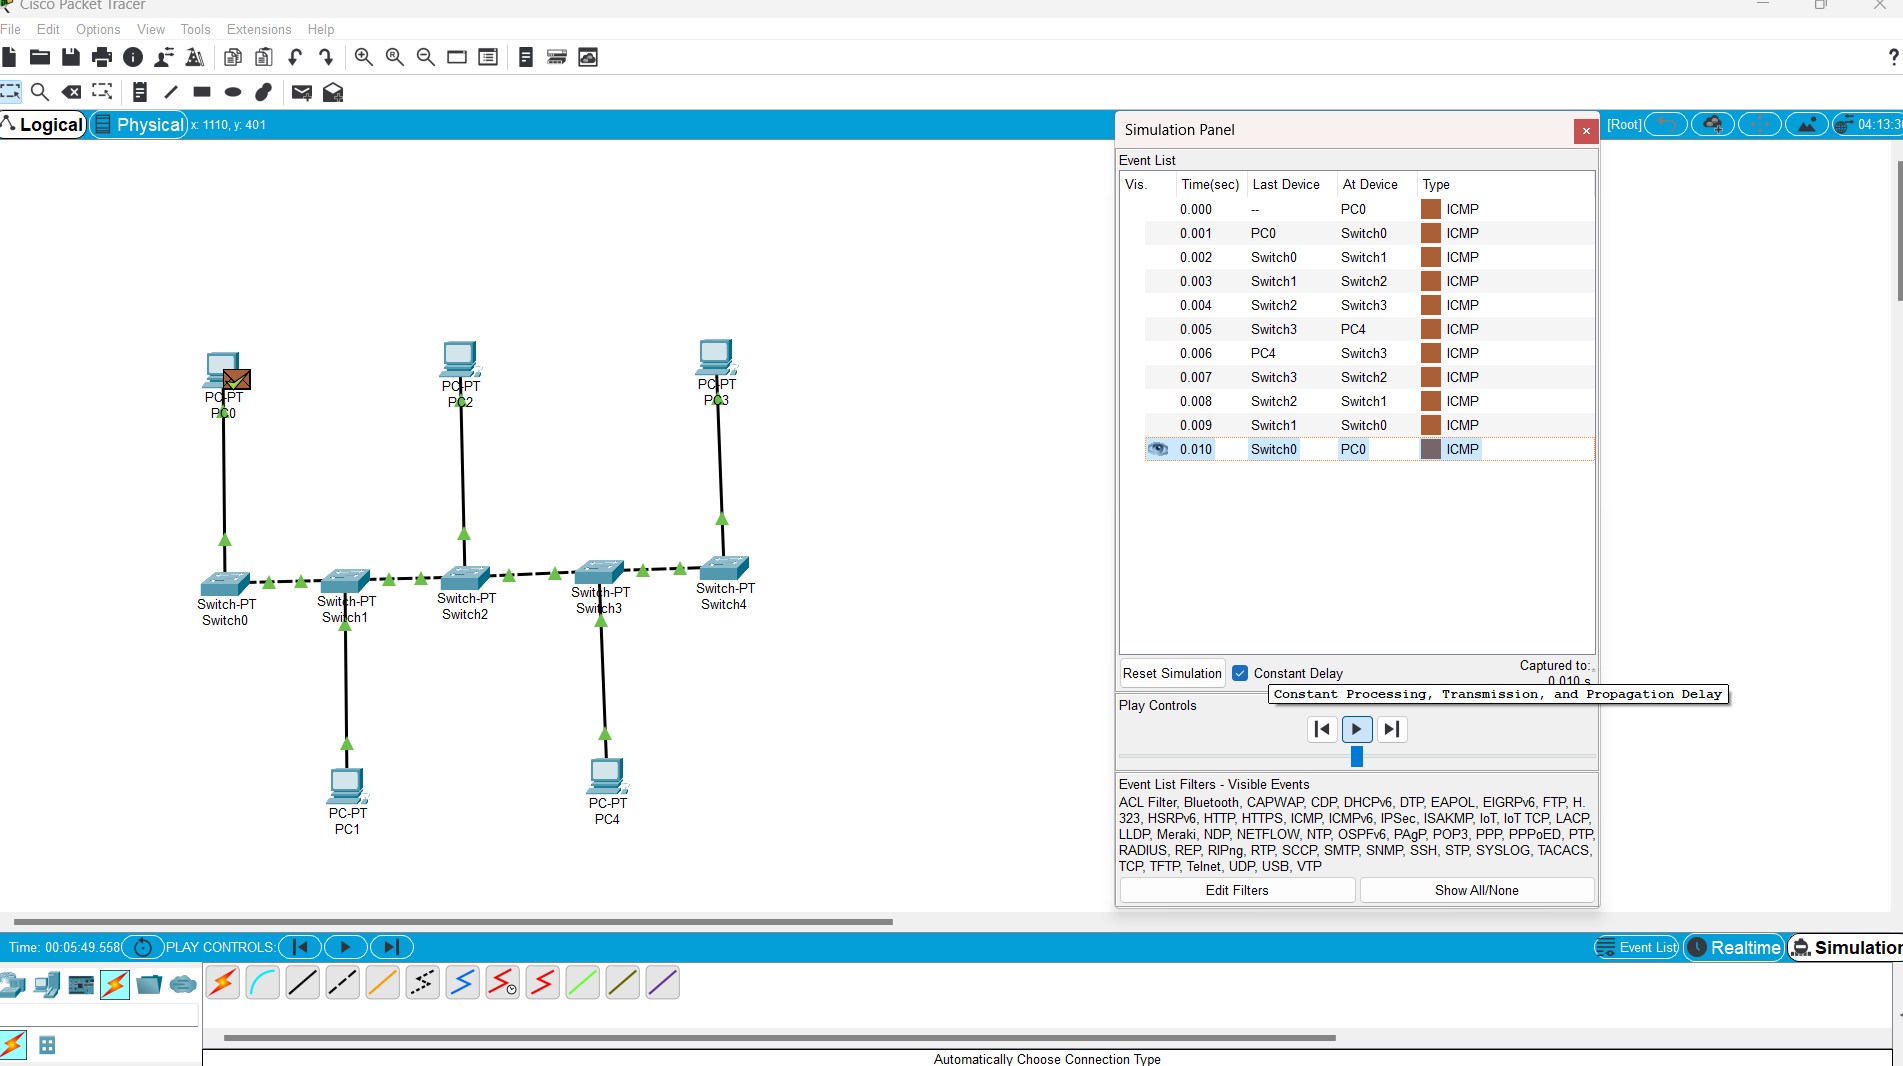 Cisco Packet Tracer
File Edit Options View Tools Extensions Help
?
Logical Physical x: 1110, y: 401
[Root] 04:13:3
Simulation Panel
Event List
Vis. Time(sec) Last Device At Device Type
0.000 -- PC0 ICMP
0.001 PC0 Switch0 ICMP
0.002 Switch0 Switch1 ICMP
0.003 Switch1 Switch2 ICMP
0.004 Switch2 Switch3 ICMP
0.005 Switch3 PC4 ICMP
0.006 PC4 Switch3 ICMP
0.007 Switch3 Switch2 ICMP
0.008 Switch2 Switch1 ICMP
0.009 Switch1 Switch0 ICMP
0.010 Switch0 PC0 ICMP
Reset Simulation Constant Delay
Captured to:
0.010 s
Constant Processing, Transmission, and Propagation Delay
Play Controls
Event List Filters - Visible Events
ACL Filter, Bluetooth, CAPWAP, CDP, DHCPv6, DTP, EAPOL, EIGRPv6, FTP, H.
323, HSRPv6, HTTP, HTTPS, ICMP, ICMPv6, IPSec, ISAKMP, IoT, IoT TCP, LACP,
LLDP, Meraki, NDP, NETFLOW, NTP, OSPFv6, PAgP, POP3, PPP, PPPoED, PTP,
RADIUS, REP, RIPng, RTP, SCCP, SMTP, SNMP, SSH, STP, SYSLOG, TACACS,
TCP, TFTP, Telnet, UDP, USB, VTP
Edit Filters Show All/None
PC-PT
PC0
PC-PT
PC2
PC-PT
PC3
Switch-PT
Switch0
Switch-PT
Switch1
Switch-PT
Switch2
Switch-PT
Switch3
Switch-PT
Switch4
PC-PT
PC1
PC-PT
PC4
Time: 00:05:49.558 PLAY CONTROLS:
Event List Realtime Simulation
Automatically Choose Connection Type